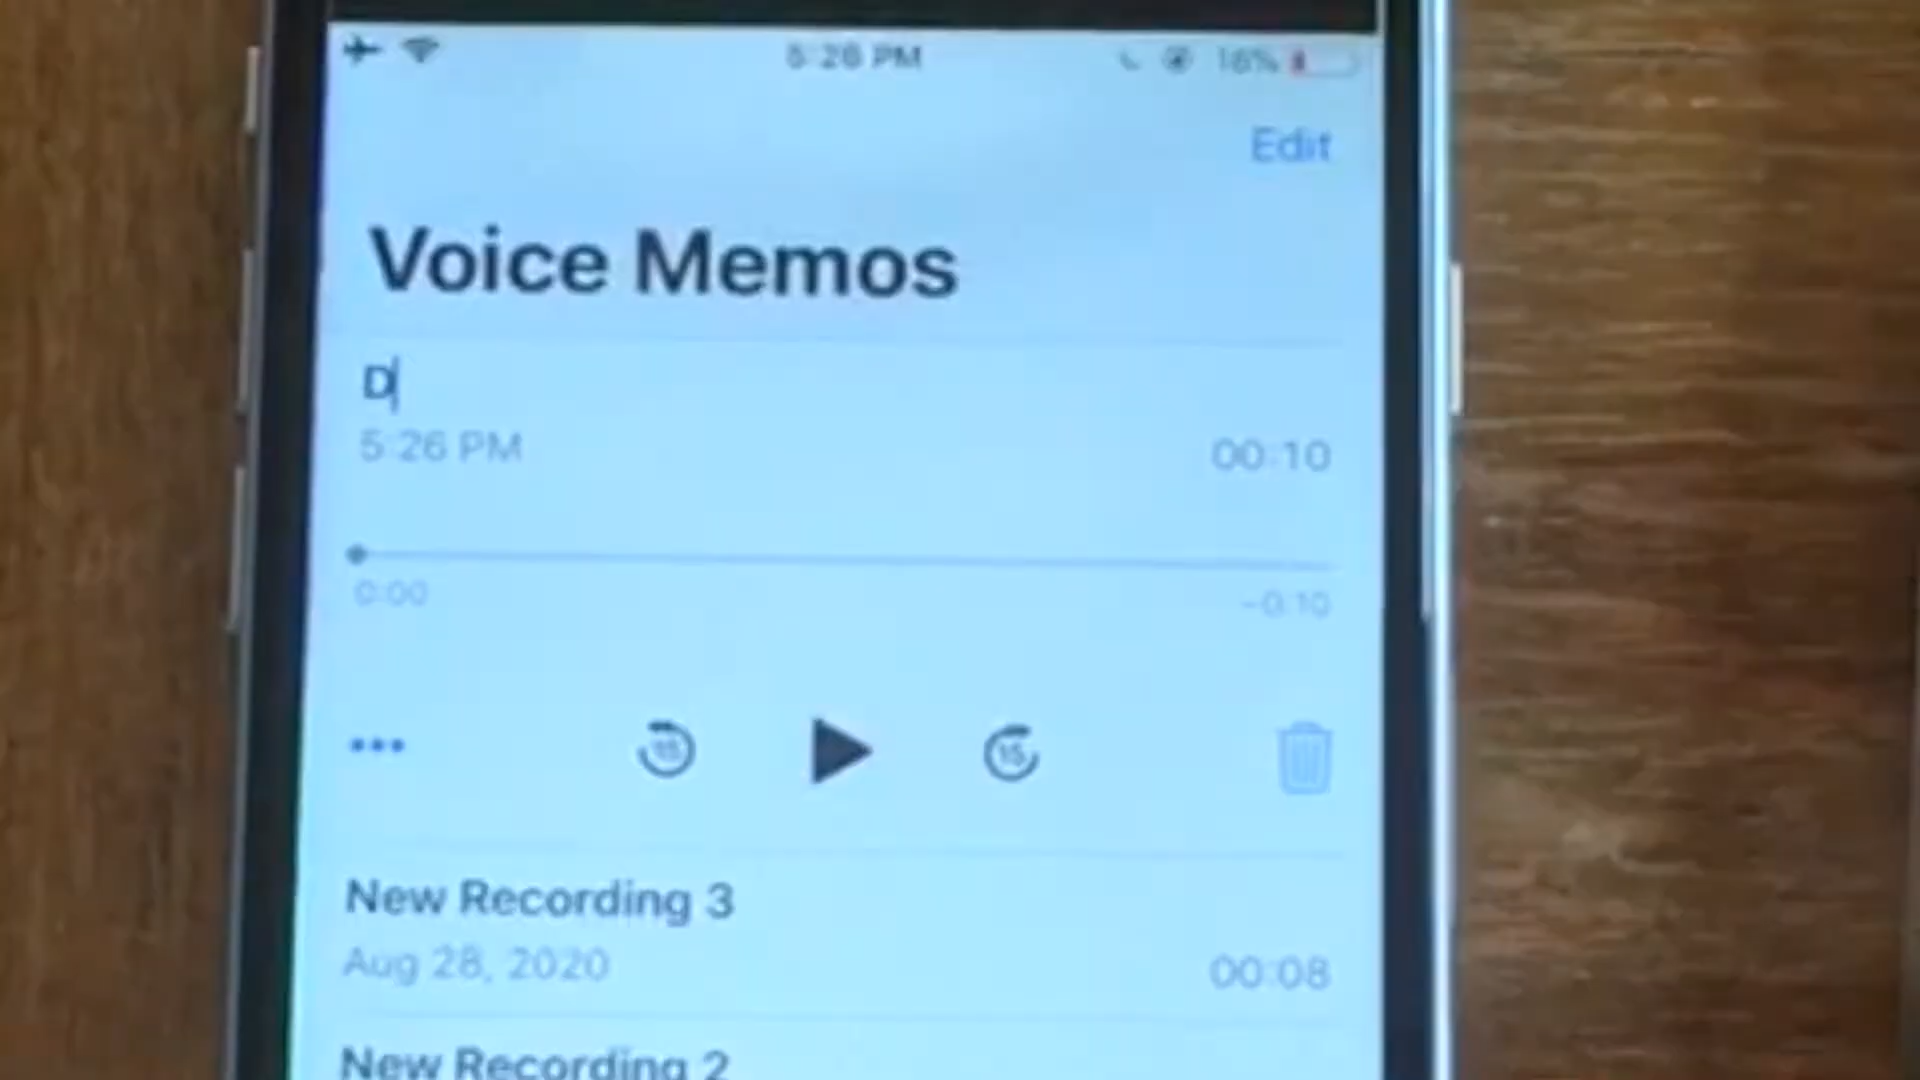 5:26 PM 16%
Edit
Voice Memos
D
5:26 PM 00:10
0:00 -0:10
15 15
New Recording 3
Aug 28, 2020 00:08
New Recording 2